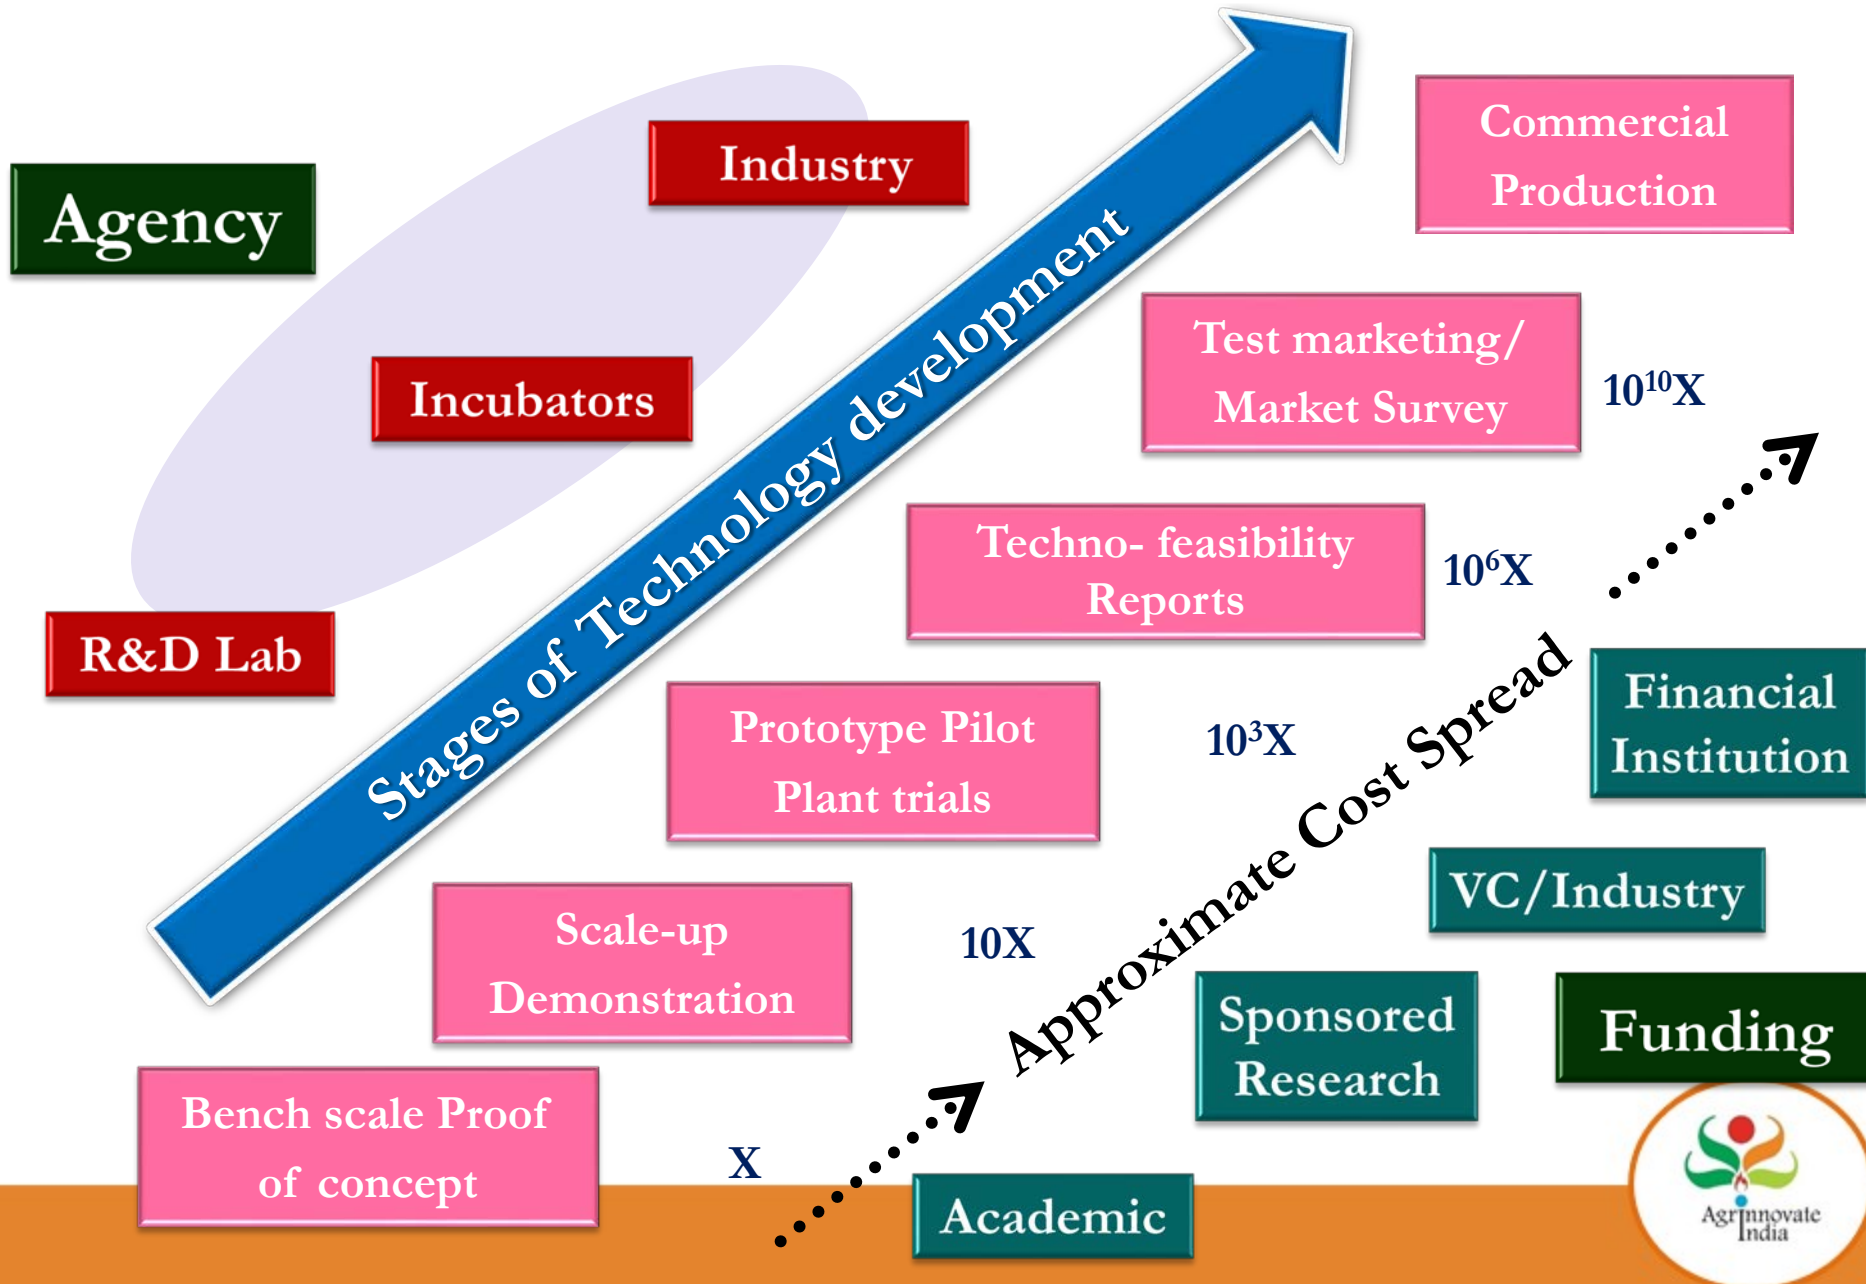 Commercial
Production
Industry
Agency
Stages of Technology development
Test marketing/
Market Survey
10¹⁰X
Incubators
Techno- feasibility
Reports
10⁶X
R&D Lab
Prototype Pilot
Plant trials
10³X
Approximate Cost Spread
Financial
Institution
VC/Industry
Scale-up
Demonstration
10X
Sponsored
Research
Funding
Bench scale Proof
of concept
X
Academic
Agrinnovate
India